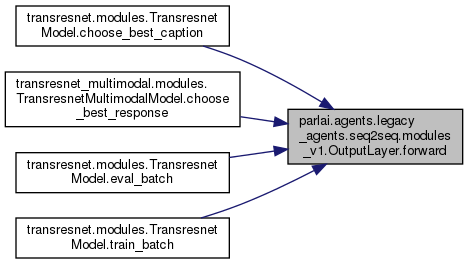 transresnet.modules.Transresnet
Model.choose_best_caption
transresnet_multimodal.modules.
TransresnetMultimodalModel.choose
_best_response
parlai.agents.legacy
_agents.seq2seq.modules
_v1.OutputLayer.forward
transresnet.modules.Transresnet
Model.eval_batch
transresnet.modules.Transresnet
Model.train_batch